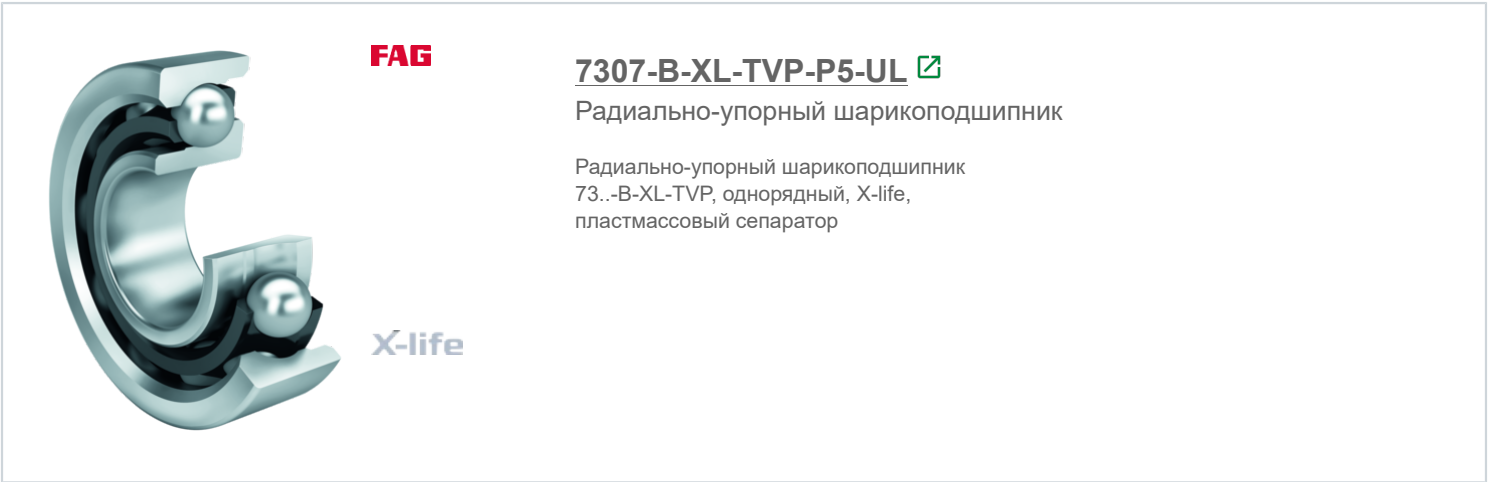 FAG
7307-B-XL-TVP-P5-UL
Радиально-упорный шарикоподшипник
Радиально-упорный шарикоподшипник
73..-B-XL-TVP, однорядный, X-life,
пластмассовый сепаратор
X-life